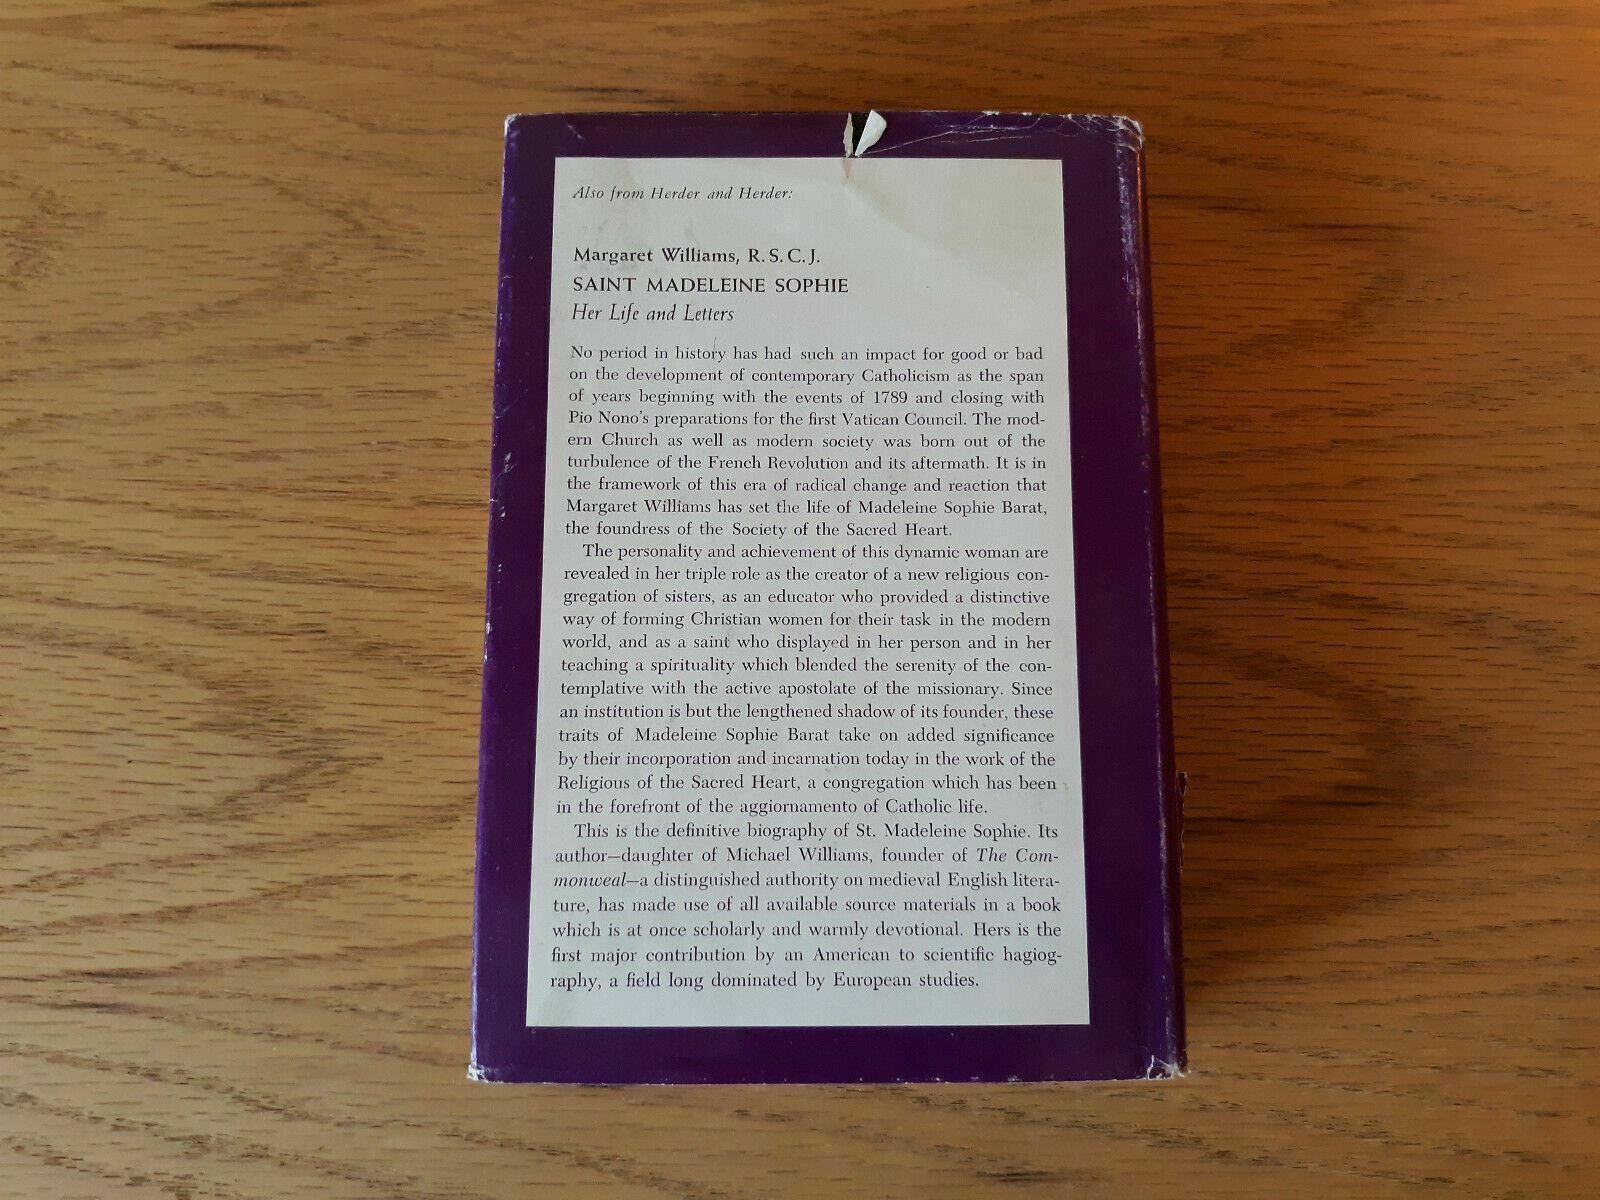 Also from Herder and Herder:
Margaret Williams, R.S.C.J.
SAINT MADELEINE SOPHIE
Her Life and Letters
No period in history has had such an impact for good or bad
on the development of contemporary Catholicism as the span
of years beginning with the events of 1789 and closing with
Pio Nono's preparations for the first Vatican Council. The mod-
ern Church as well as modern society was born out of the
turbulence of the French Revolution and its aftermath. It is in
the framework of this era of radical change and reaction that
Margaret Williams has set the life of Madeleine Sophie Barat,
the foundress of the Society of the Sacred Heart.
The personality and achievement of this dynamic woman are
revealed in her triple role as the creator of a new religious con-
gregation of sisters, as an educator who provided a distinctive
way of forming Christian women for their task in the modern
world, and as a saint who displayed in her person and in her
teaching a spirituality which blended the serenity of the con-
templative with the active apostolate of the missionary. Since
an institution is but the lengthened shadow of its founder, these
traits of Madeleine Sophie Barat take on added significance
by their incorporation and incarnation today in the work of the
Religious of the Sacred Heart, a congregation which has been
in the forefront of the aggiornamento of Catholic life.
This is the definitive biography of St. Madeleine Sophie. Its
author—daughter of Michael Williams, founder of The Com-
monweal—a distinguished authority on medieval English litera-
ture, has made use of all available source materials in a book
which is at once scholarly and warmly devotional. Hers is the
first major contribution by an American to scientific hagiog-
raphy, a field long dominated by European studies.